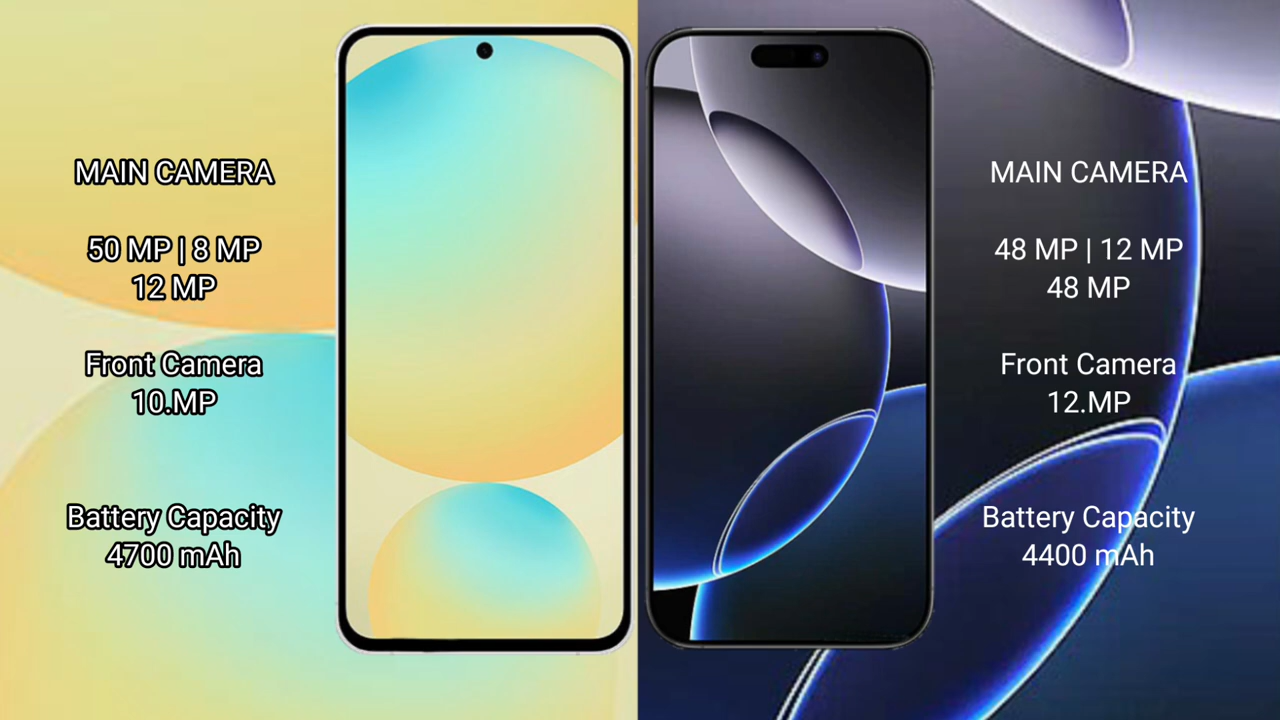 MAIN CAMERA
50 MP | 8 MP
12 MP
Front Camera
10.MP
Battery Capacity
4700 mAh
MAIN CAMERA
48 MP | 12 MP
48 MP
Front Camera
12.MP
Battery Capacity
4400 mAh